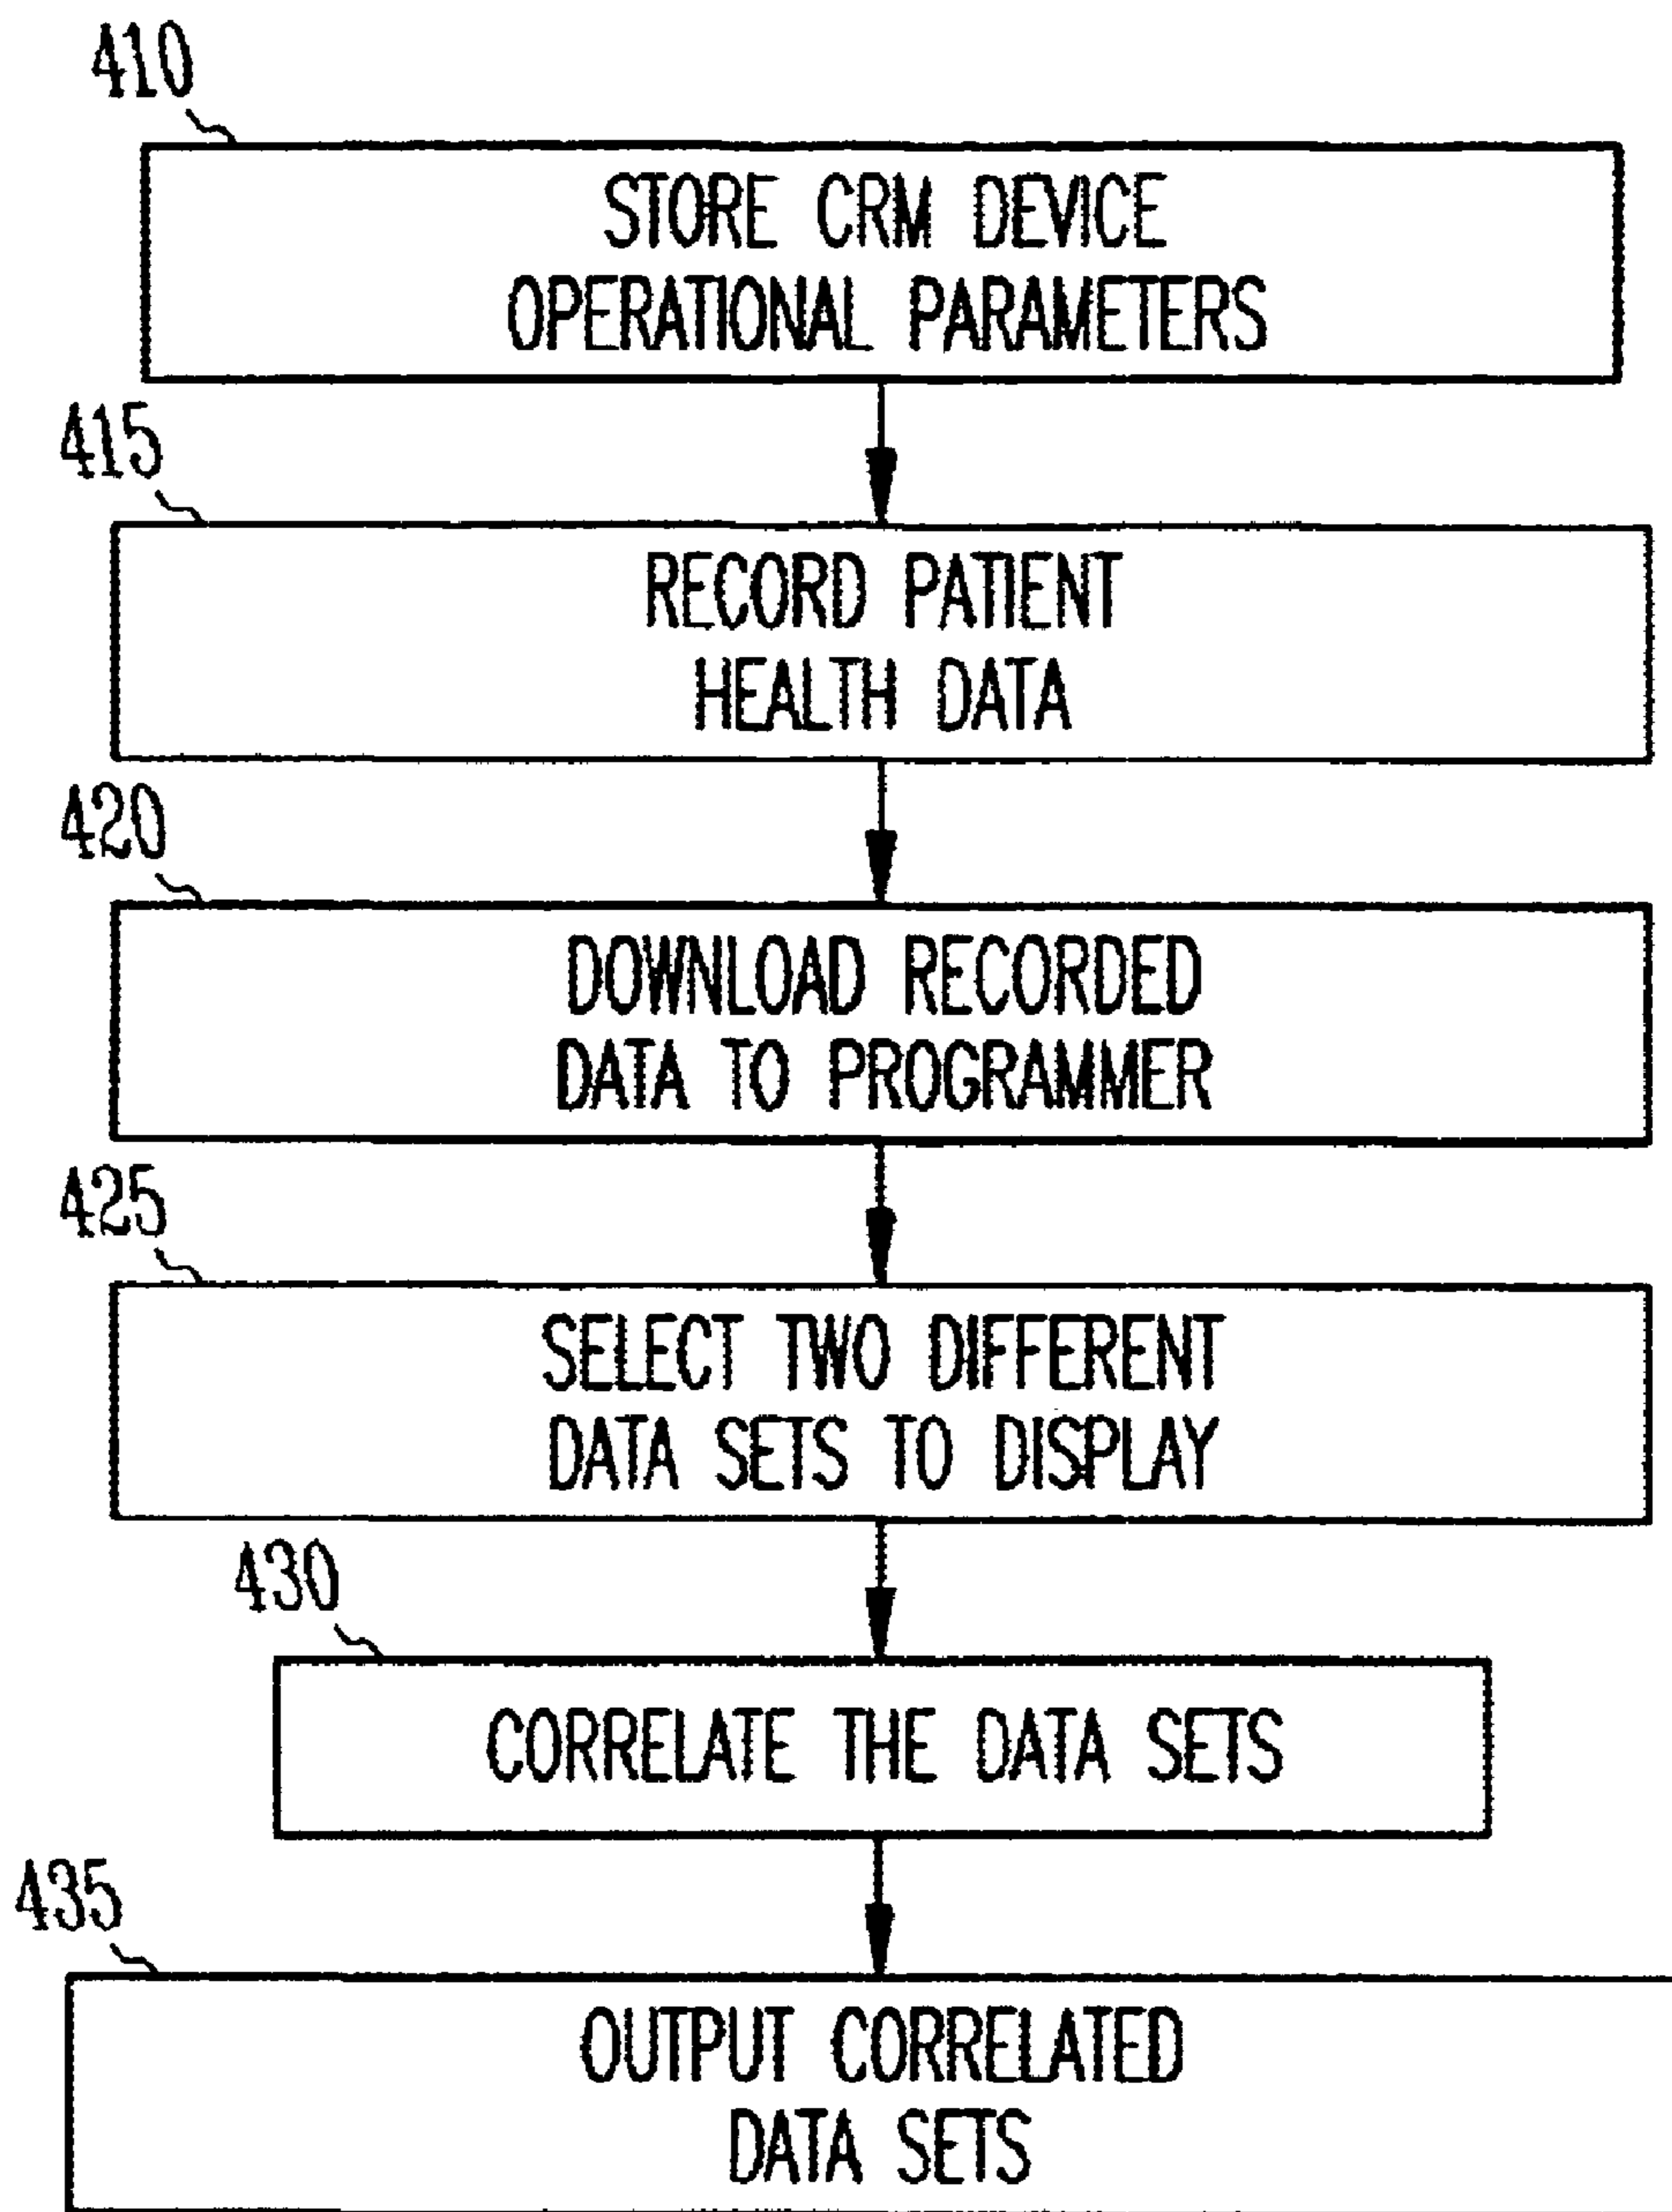 410
STORE CRM DEVICE
OPERATIONAL PARAMETERS
415
RECORD PATIENT
HEALTH DATA
420
DOWNLOAD RECORDED
DATA TO PROGRAMMER
425
SELECT TWO DIFFERENT
DATA SETS TO DISPLAY
430
CORRELATE THE DATA SETS
435
OUTPUT CORRELATED
DATA SETS